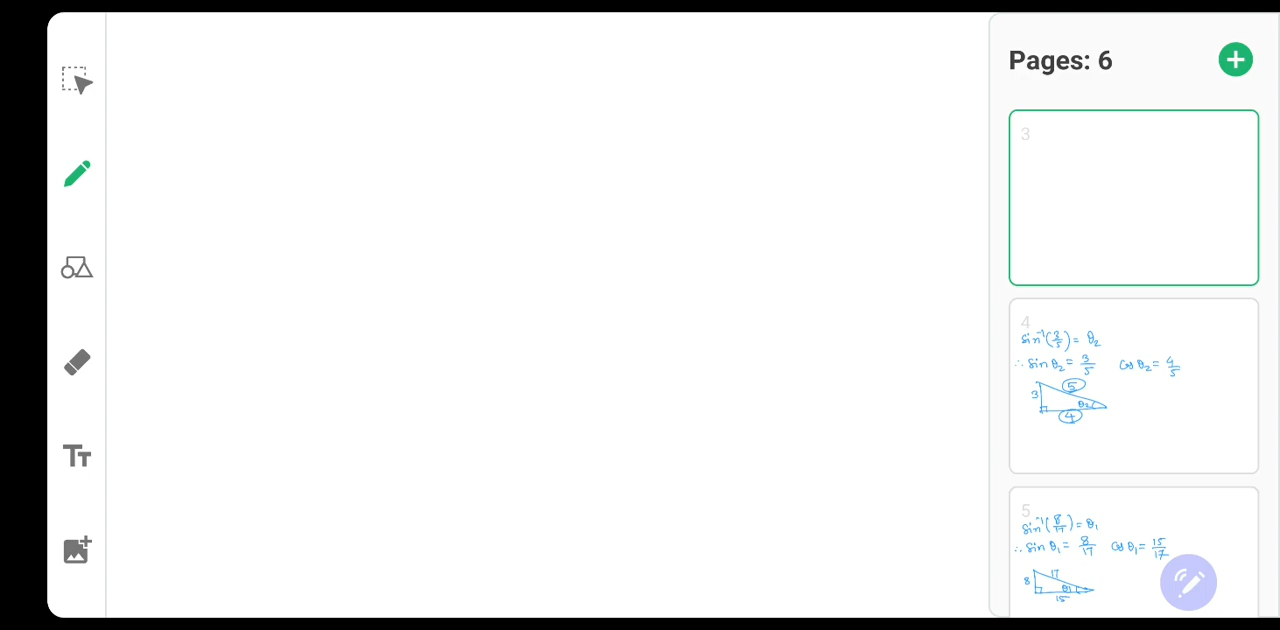 Pages: 6
3
4
sin⁻¹(3/5) = θ₂
∴ sin θ₂ = 3/5 cos θ₂ = 4/5
5
3
θ₂
4
5
sin⁻¹(8/17) = θ₁
∴ sin θ₁ = 8/17 cos θ₁ = 15/17
17
8
θ₁
15
Tт